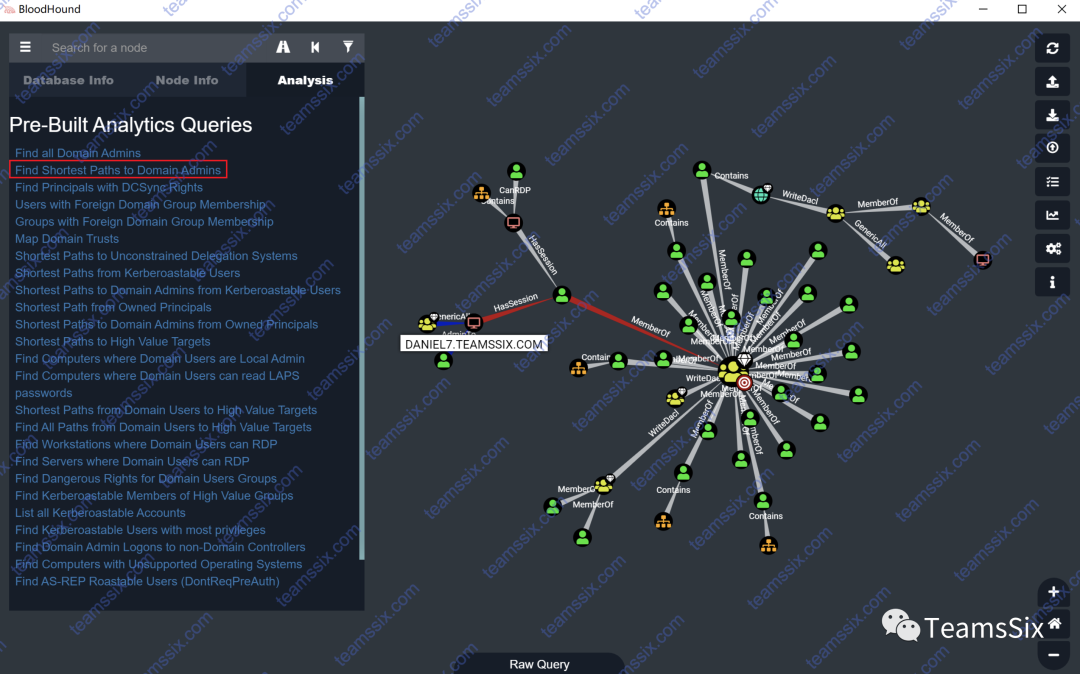 BloodHound
Search for a node
Database Info
Node Info
Analysis
Pre-Built Analytics Queries
Find all Domain Admins
Find Shortest Paths to Domain Admins
Find Principals with DCSync Rights
Users with Foreign Domain Group Membership
Groups with Foreign Domain Group Membership
Map Domain Trusts
Shortest Paths to Unconstrained Delegation Systems
Shortest Paths from Kerberoastable Users
Shortest Paths to Domain Admins from Kerberoastable Users
Shortest Path from Owned Principals
Shortest Paths to Domain Admins from Owned Principals
Shortest Paths to High Value Targets
Find Computers where Domain Users are Local Admin
Find Computers where Domain Users can read LAPS
passwords
Shortest Paths from Domain Users to High Value Targets
Find All Paths from Domain Users to High Value Targets
Find Workstations where Domain Users can RDP
Find Servers where Domain Users can RDP
Find Dangerous Rights for Domain Users Groups
Find Kerberoastable Members of High Value Groups
List all Kerberoastable Accounts
Find Kerberoastable Users with most privileges
Find Domain Admin Logons to non-Domain Controllers
Find Computers with Unsupported Operating Systems
Find AS-REP Roastable Users (DontReqPreAuth)
CanRDP
Contains
HasSession
HasSession
DANIEL7.TEAMSSIX.COM
MemberOf
Contains
Contains
WriteDacl
MemberOf
GenericAll
MemberOf
MemberOf
MemberOf
MemberOf
MemberOf
MemberOf
MemberOf
MemberOf
MemberOf
WriteDacl
MemberOf
MemberOf
Contains
Contains
Raw Query
TeamsSix
teamssix.com